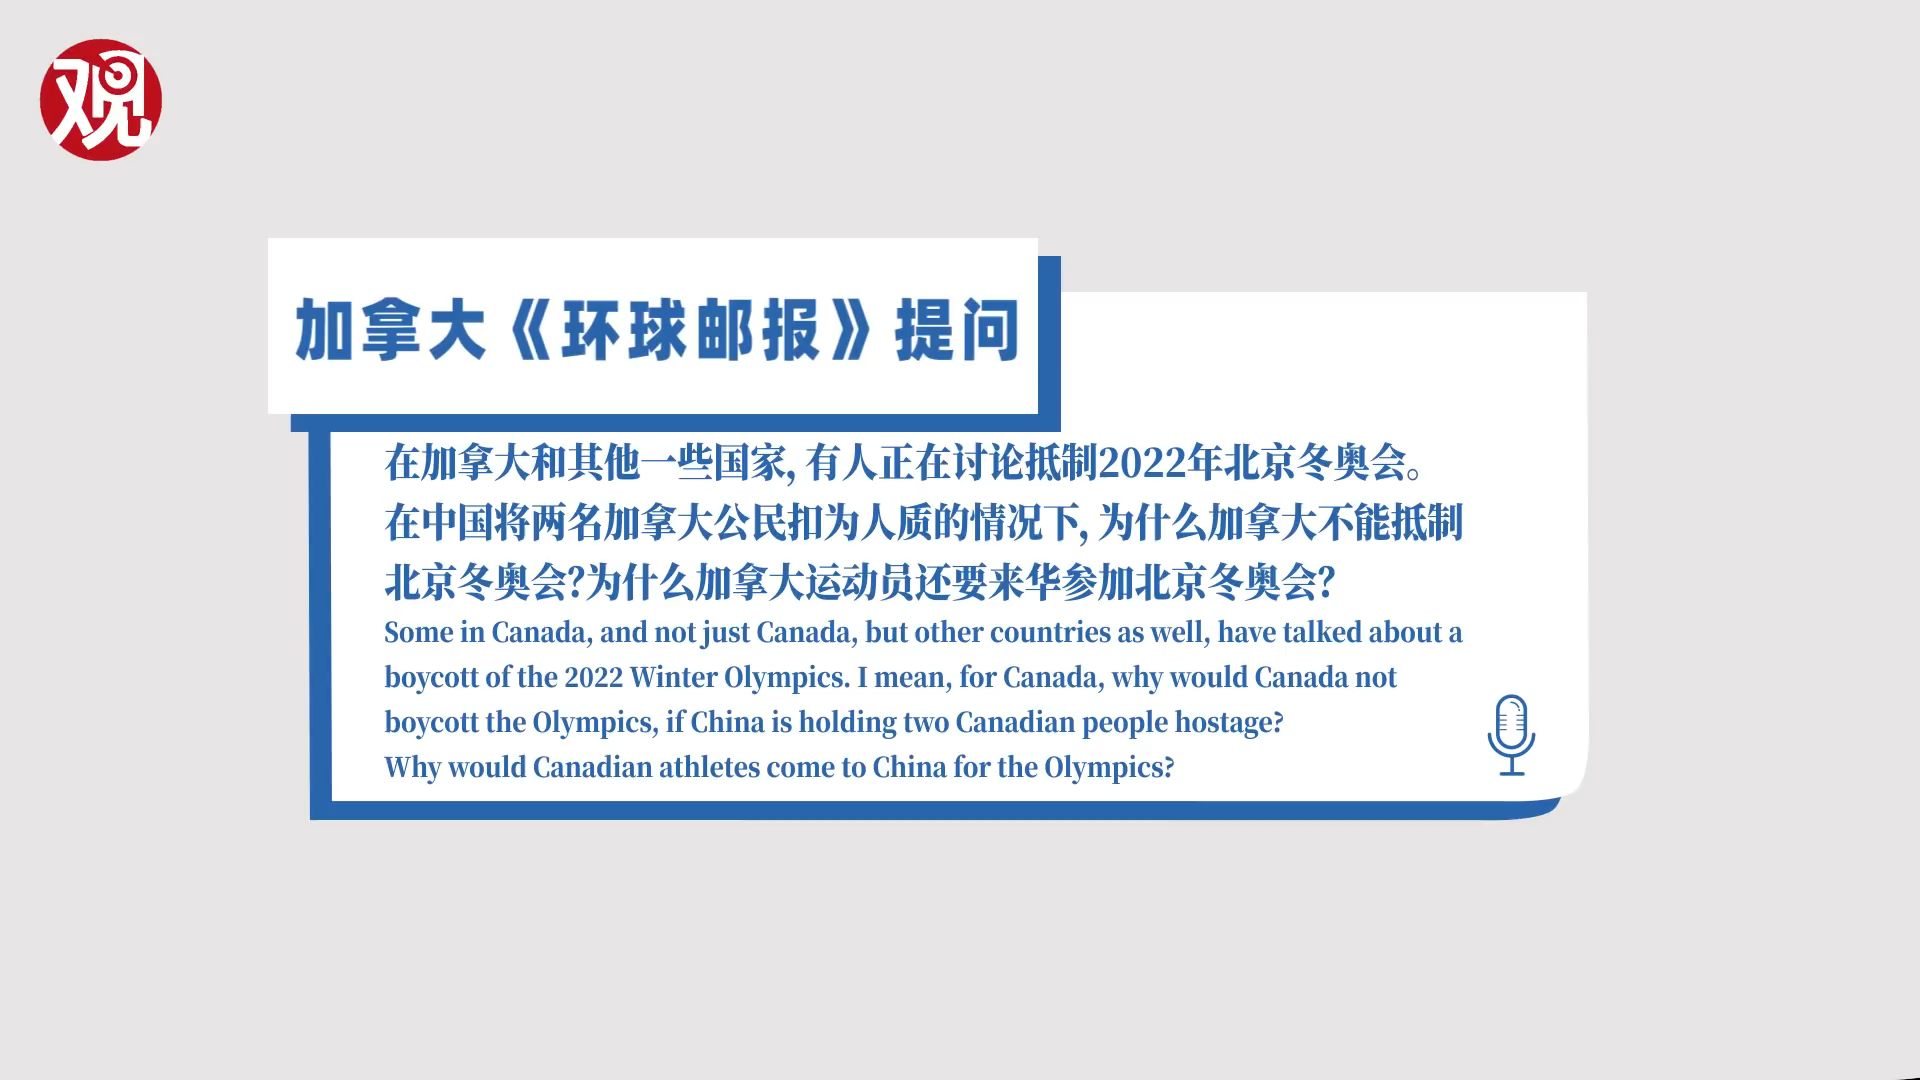 观
加拿大《环球邮报》提问
在加拿大和其他一些国家, 有人正在讨论抵制2022年北京冬奥会。
在中国将两名加拿大公民扣为人质的情况下, 为什么加拿大不能抵制
北京冬奥会?为什么加拿大运动员还要来华参加北京冬奥会?
Some in Canada, and not just Canada, but other countries as well, have talked about a
boycott of the 2022 Winter Olympics. I mean, for Canada, why would Canada not
boycott the Olympics, if China is holding two Canadian people hostage?
Why would Canadian athletes come to China for the Olympics?